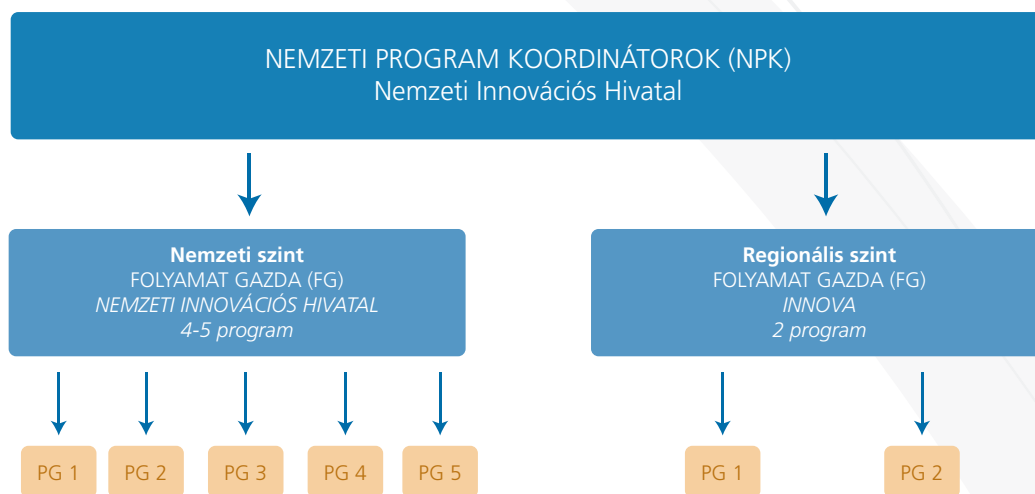 NEMZETI PROGRAM KOORDINÁTOROK (NPK)
Nemzeti Innovációs Hivatal
Nemzeti szint
FOLYAMAT GAZDA (FG)
NEMZETI INNOVÁCIÓS HIVATAL
4-5 program
Regionális szint
FOLYAMAT GAZDA (FG)
INNOVA
2 program
PG 1
PG 2
PG 3
PG 4
PG 5
PG 1
PG 2